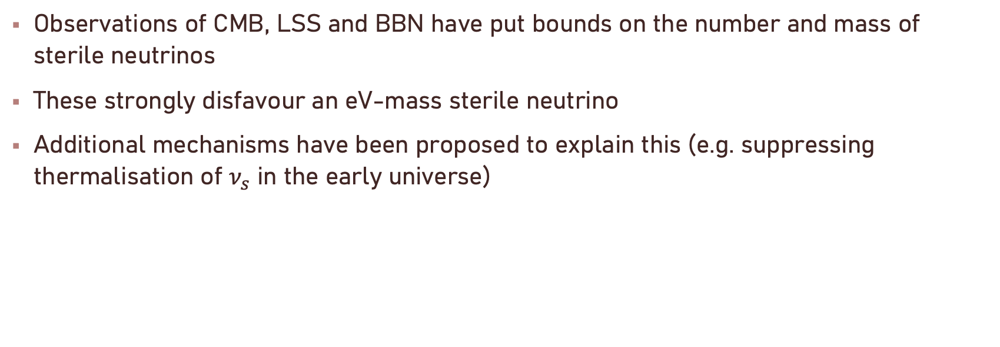 ▪ Observations of CMB, LSS and BBN have put bounds on the number and mass of
sterile neutrinos
▪ These strongly disfavour an eV-mass sterile neutrino
▪ Additional mechanisms have been proposed to explain this (e.g. suppressing
thermalisation of 𝜈ₛ in the early universe)